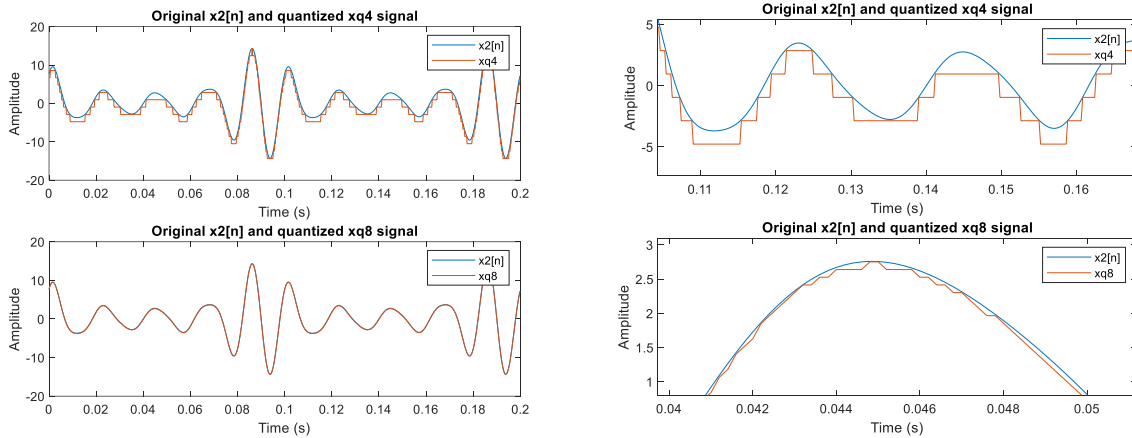 Original x2[n] and quantized xq4 signal
20
10
0
-10
-20
Amplitude
x2[n]
xq4
0 0.02 0.04 0.06 0.08 0.1 0.12 0.14 0.16 0.18 0.2
Time (s)
Original x2[n] and quantized xq4 signal
5
0
-5
Amplitude
x2[n]
xq4
0.11 0.12 0.13 0.14 0.15 0.16
Time (s)
Original x2[n] and quantized xq8 signal
20
10
0
-10
-20
Amplitude
x2[n]
xq8
0 0.02 0.04 0.06 0.08 0.1 0.12 0.14 0.16 0.18 0.2
Time (s)
Original x2[n] and quantized xq8 signal
3
2.5
2
1.5
1
Amplitude
x2[n]
xq8
0.04 0.042 0.044 0.046 0.048 0.05
Time (s)